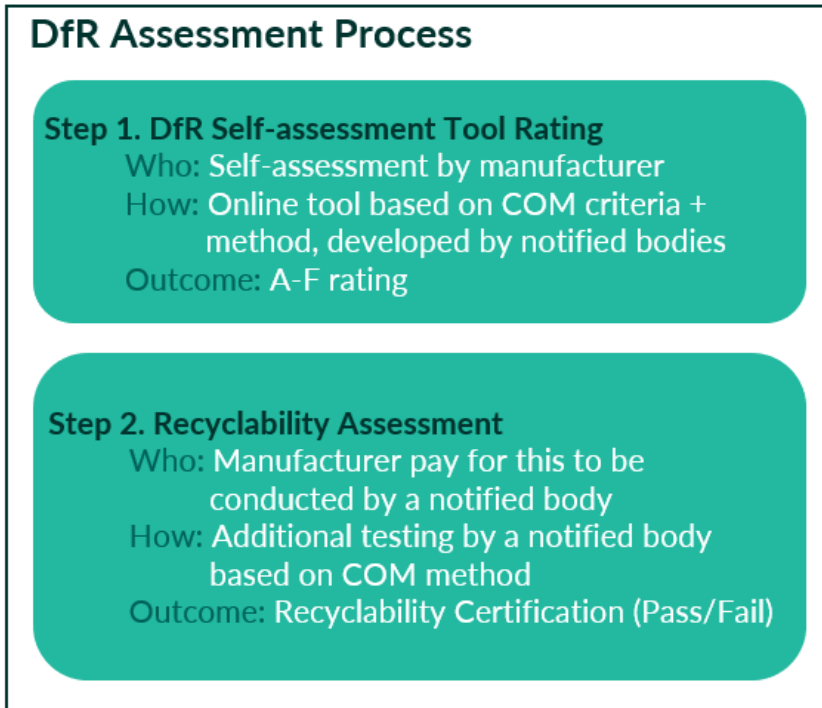 DfR Assessment Process
Step 1. DfR Self-assessment Tool Rating
Who: Self-assessment by manufacturer
How: Online tool based on COM criteria +
method, developed by notified bodies
Outcome: A-F rating
Step 2. Recyclability Assessment
Who: Manufacturer pay for this to be
conducted by a notified body
How: Additional testing by a notified body
based on COM method
Outcome: Recyclability Certification (Pass/Fail)